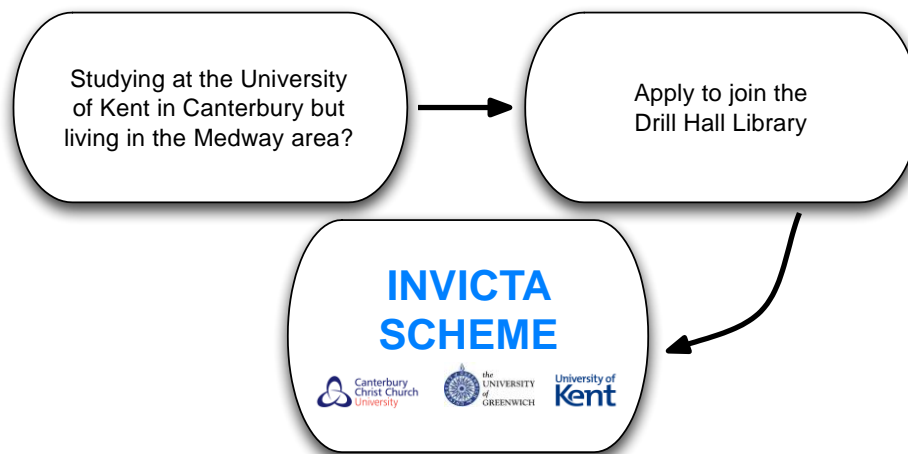 Studying at the University
of Kent in Canterbury but
living in the Medway area?
Apply to join the
Drill Hall Library
INVICTA
SCHEME
Canterbury
Christ Church
University
the
UNIVERSITY
of
GREENWICH
University of
Kent